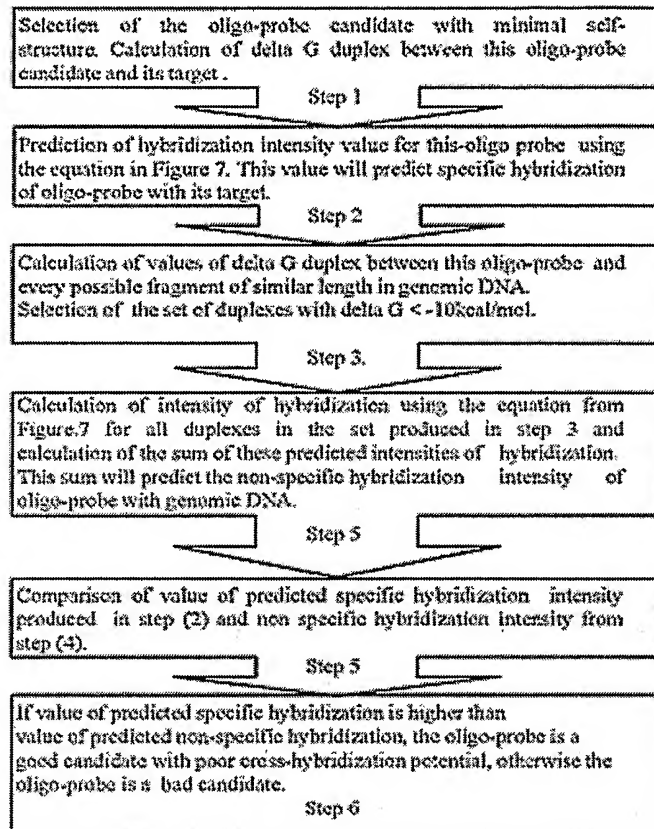 Selection of the oligo-probe candidate with minimal self-
structure. Calculation of delta G duplex between this oligo-probe
candidate and its target .
Step 1
Prediction of hybridization intensity value for this-oligo probe using
the equation in Figure 7. This value will predict specific hybridization
of oligo-probe with its target.
Step 2
Calculation of values of delta G duplex between this oligo-probe and
every possible fragment of similar length in genomic DNA.
Selection of the set of duplexes with delta G < -10kcal/mol.
Step 3.
Calculation of intensity of hybridization using the equation from
Figure.7 for all duplexes in the set produced in step 3 and
calculation of the sum of these predicted intensities of hybridization.
This sum will predict the non-specific hybridization intensity of
oligo-probe with genomic DNA.
Step 5
Comparison of value of predicted specific hybridization intensity
produced in step (2) and non specific hybridization intensity from
step (4).
Step 5
If value of predicted specific hybridization is higher than
value of predicted non-specific hybridization, the oligo-probe is a
good candidate with poor cross-hybridization potential, otherwise the
oligo-probe is a bad candidate.
Step 6